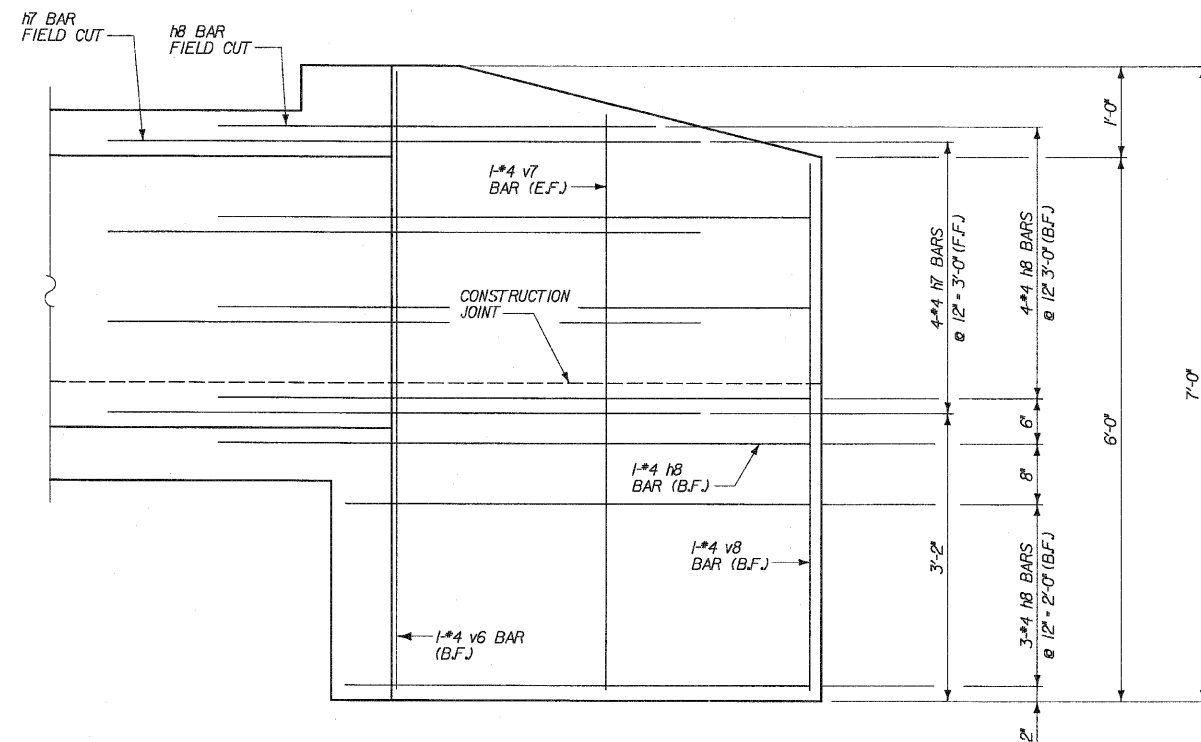 h7 BAR
FIELD CUT
h8 BAR
FIELD CUT
1-#4 v7
BAR (E.F.)
CONSTRUCTION
JOINT
1-#4 h8
BAR (B.F.)
1-#4 v8
BAR (B.F.)
1-#4 v6 BAR
(B.F.)
4-#4 h7 BARS
@ 12" = 3'-0" (F.F.)
3'-2"
4-#4 h8 BARS
@ 12" 3'-0" (B.F.)
6"
8"
3-#4 h8 BARS
@ 12" = 2'-0" (B.F.)
2"
1'-0"
6'-0"
7'-0"